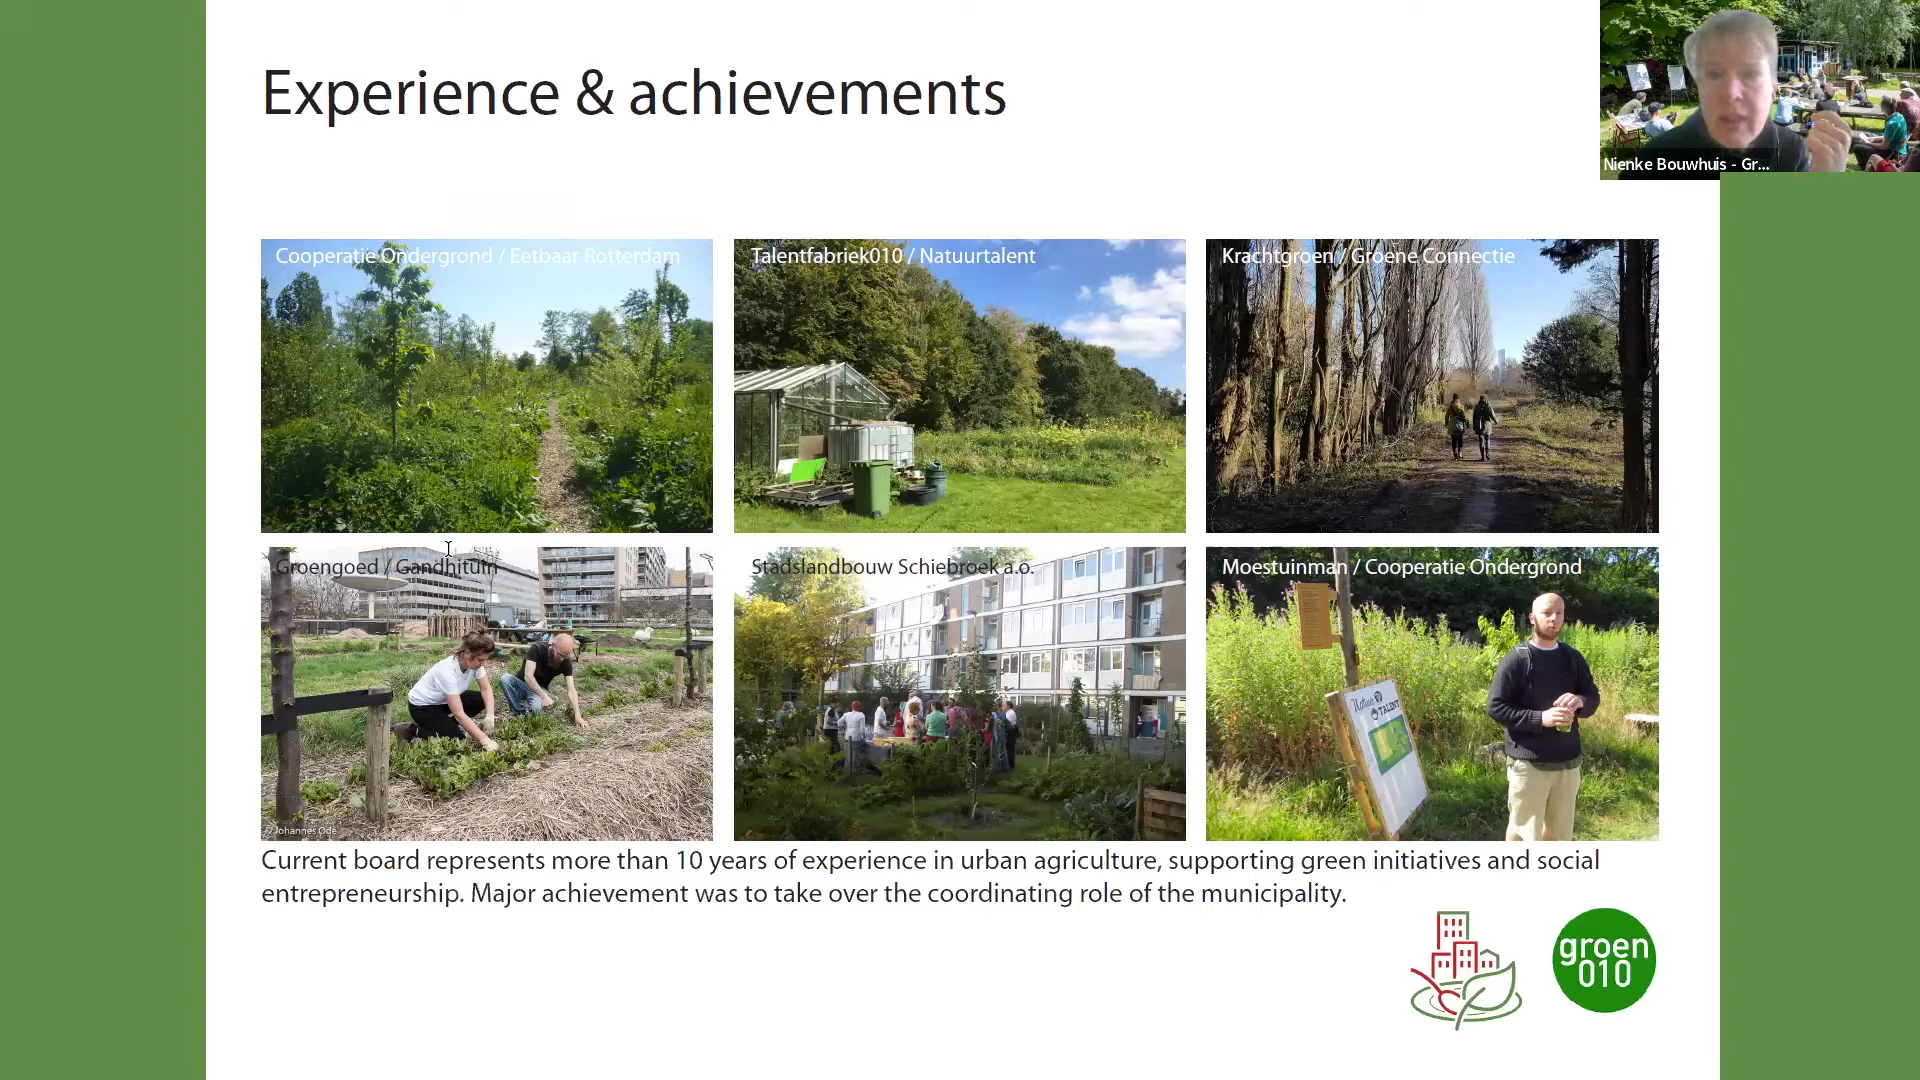 Experience & achievements
Nienke Bouwhuis - Gr...
Cooperatie Ondergrond / Eetbaar Rotterdam
Talentfabriek010 / Natuurtalent
Krachtgroen / Groene Connectie
Groengoed / Gandhituin
Stadslandbouw Schiebroek a.o.
Moestuinman / Cooperatie Ondergrond
Natuur
TALENT
Johannes Odé
Current board represents more than 10 years of experience in urban agriculture, supporting green initiatives and social
entrepreneurship. Major achievement was to take over the coordinating role of the municipality.
groen
010